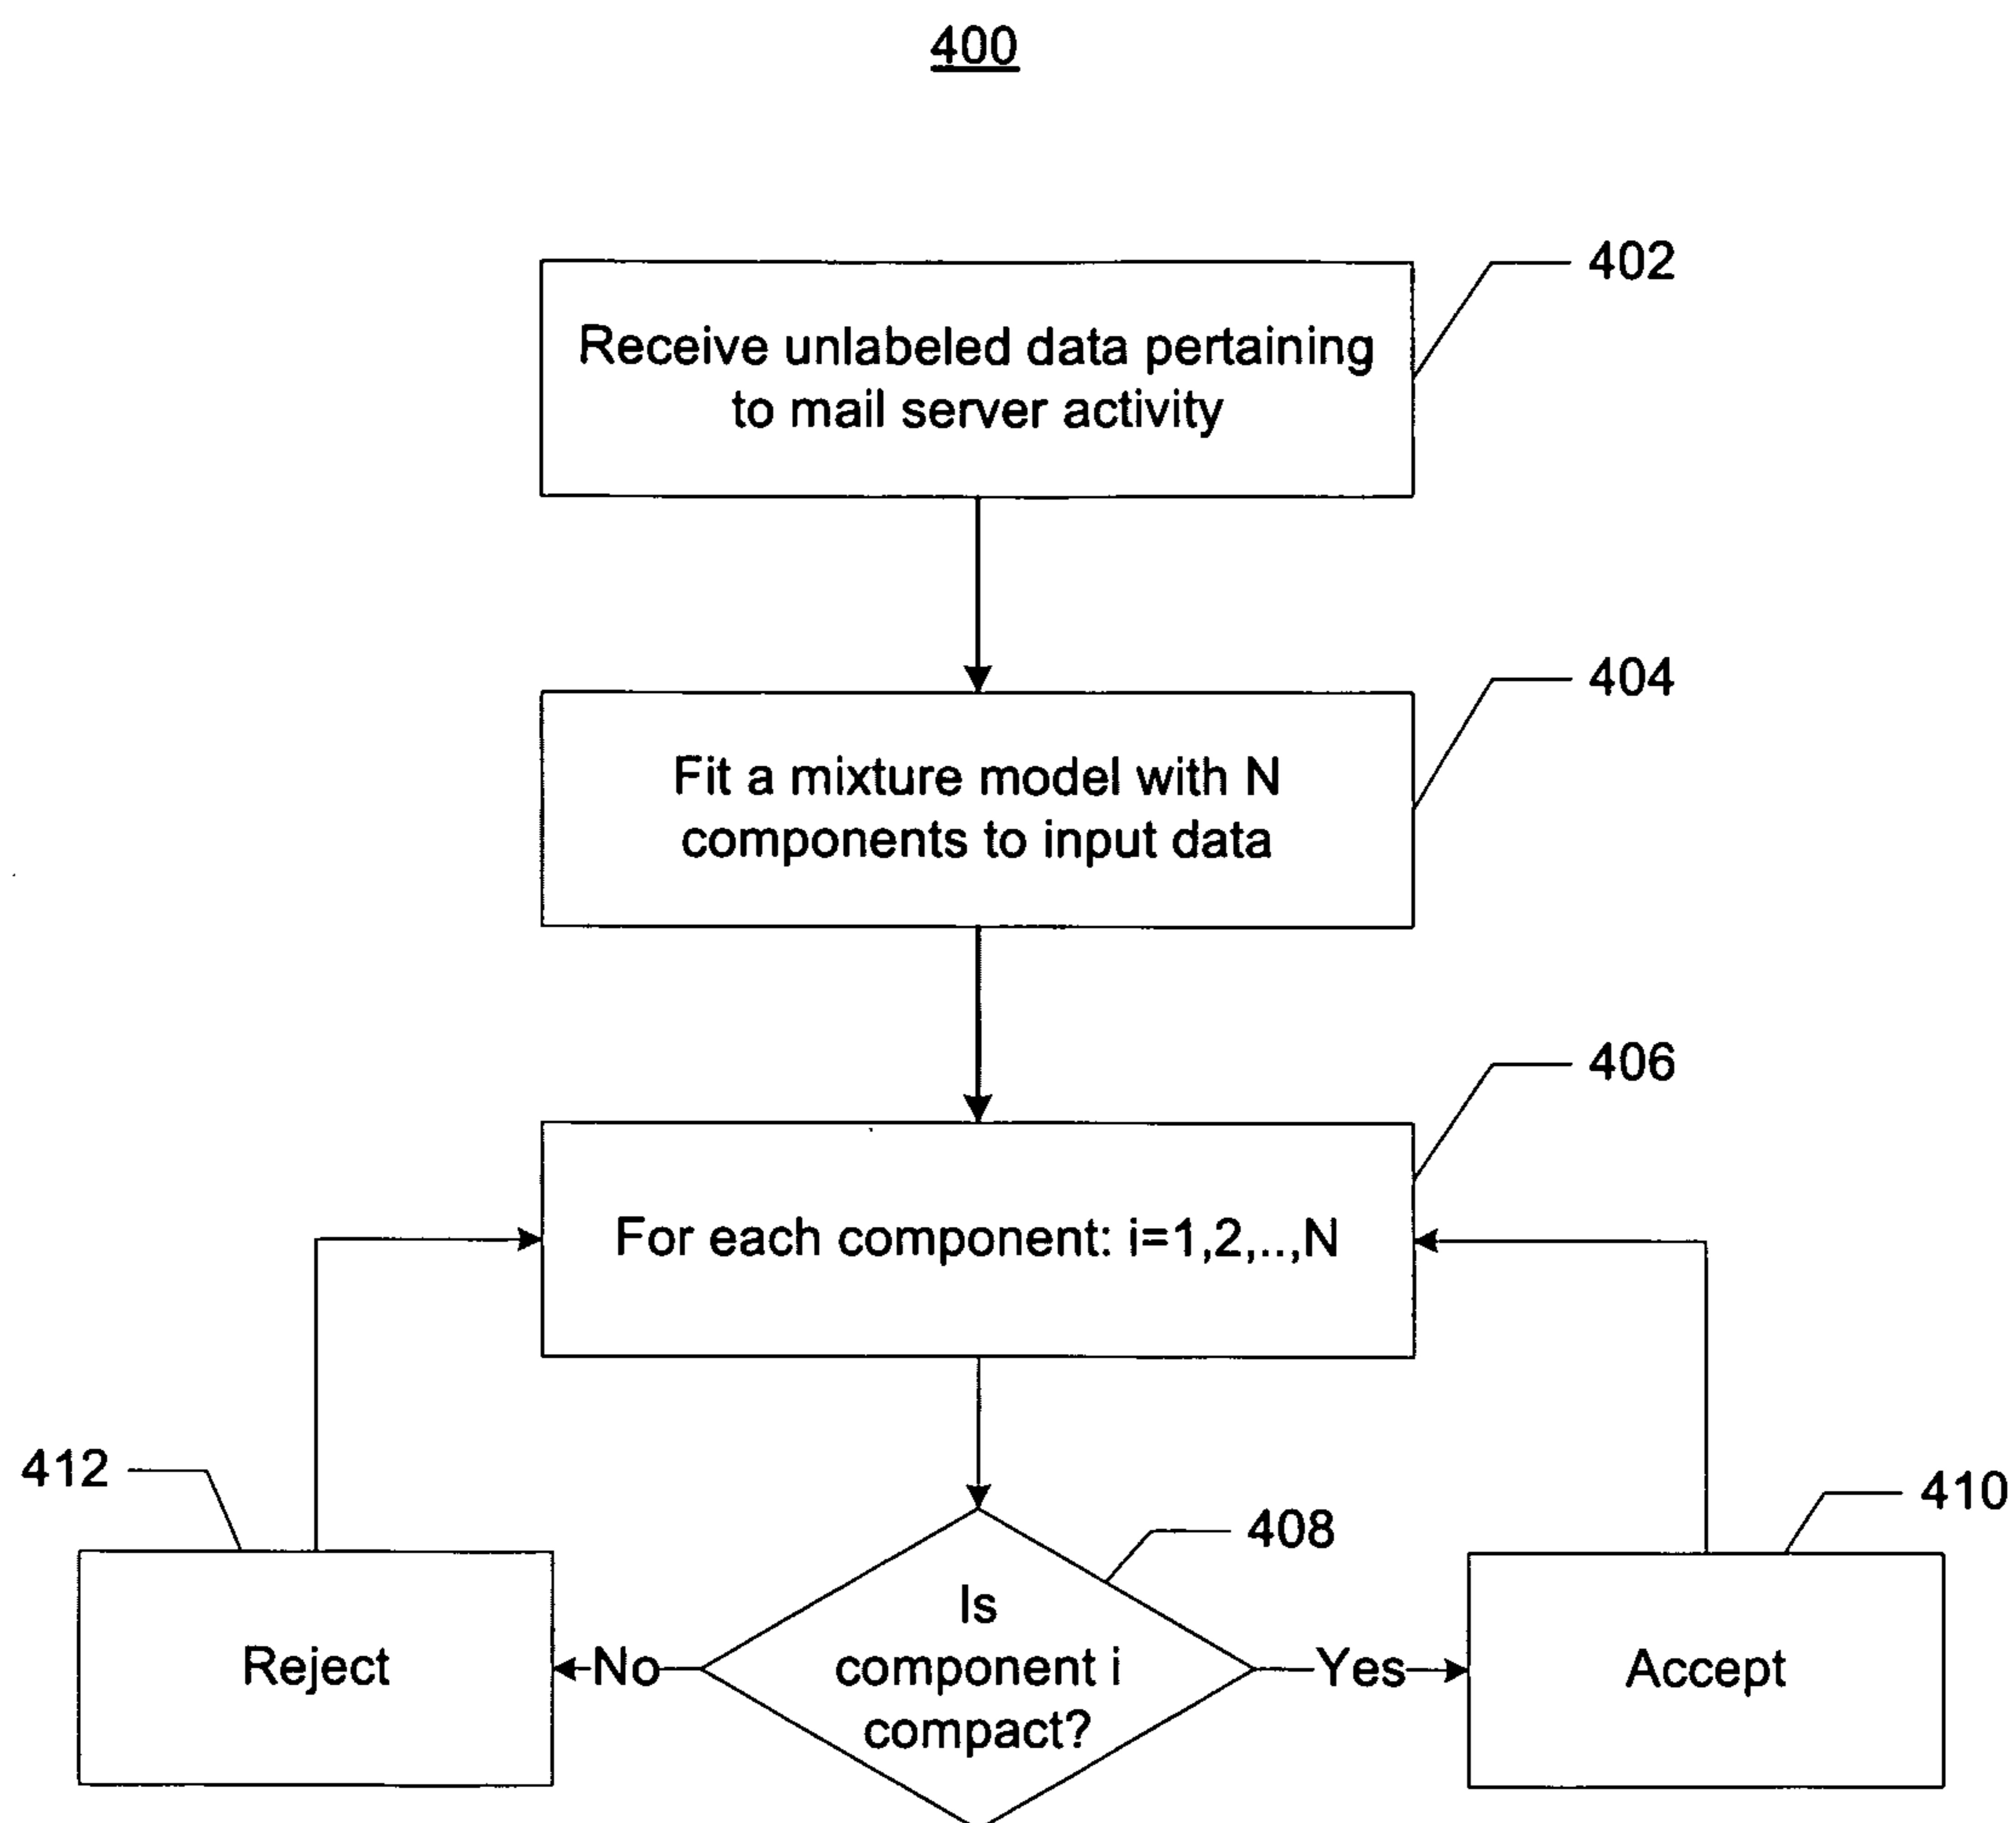 400
402
Receive unlabeled data pertaining
to mail server activity
404
Fit a mixture model with N
components to input data
406
For each component: i=1,2,..,N
412
410
408
Is
component i
compact?
Reject
No
Yes
Accept